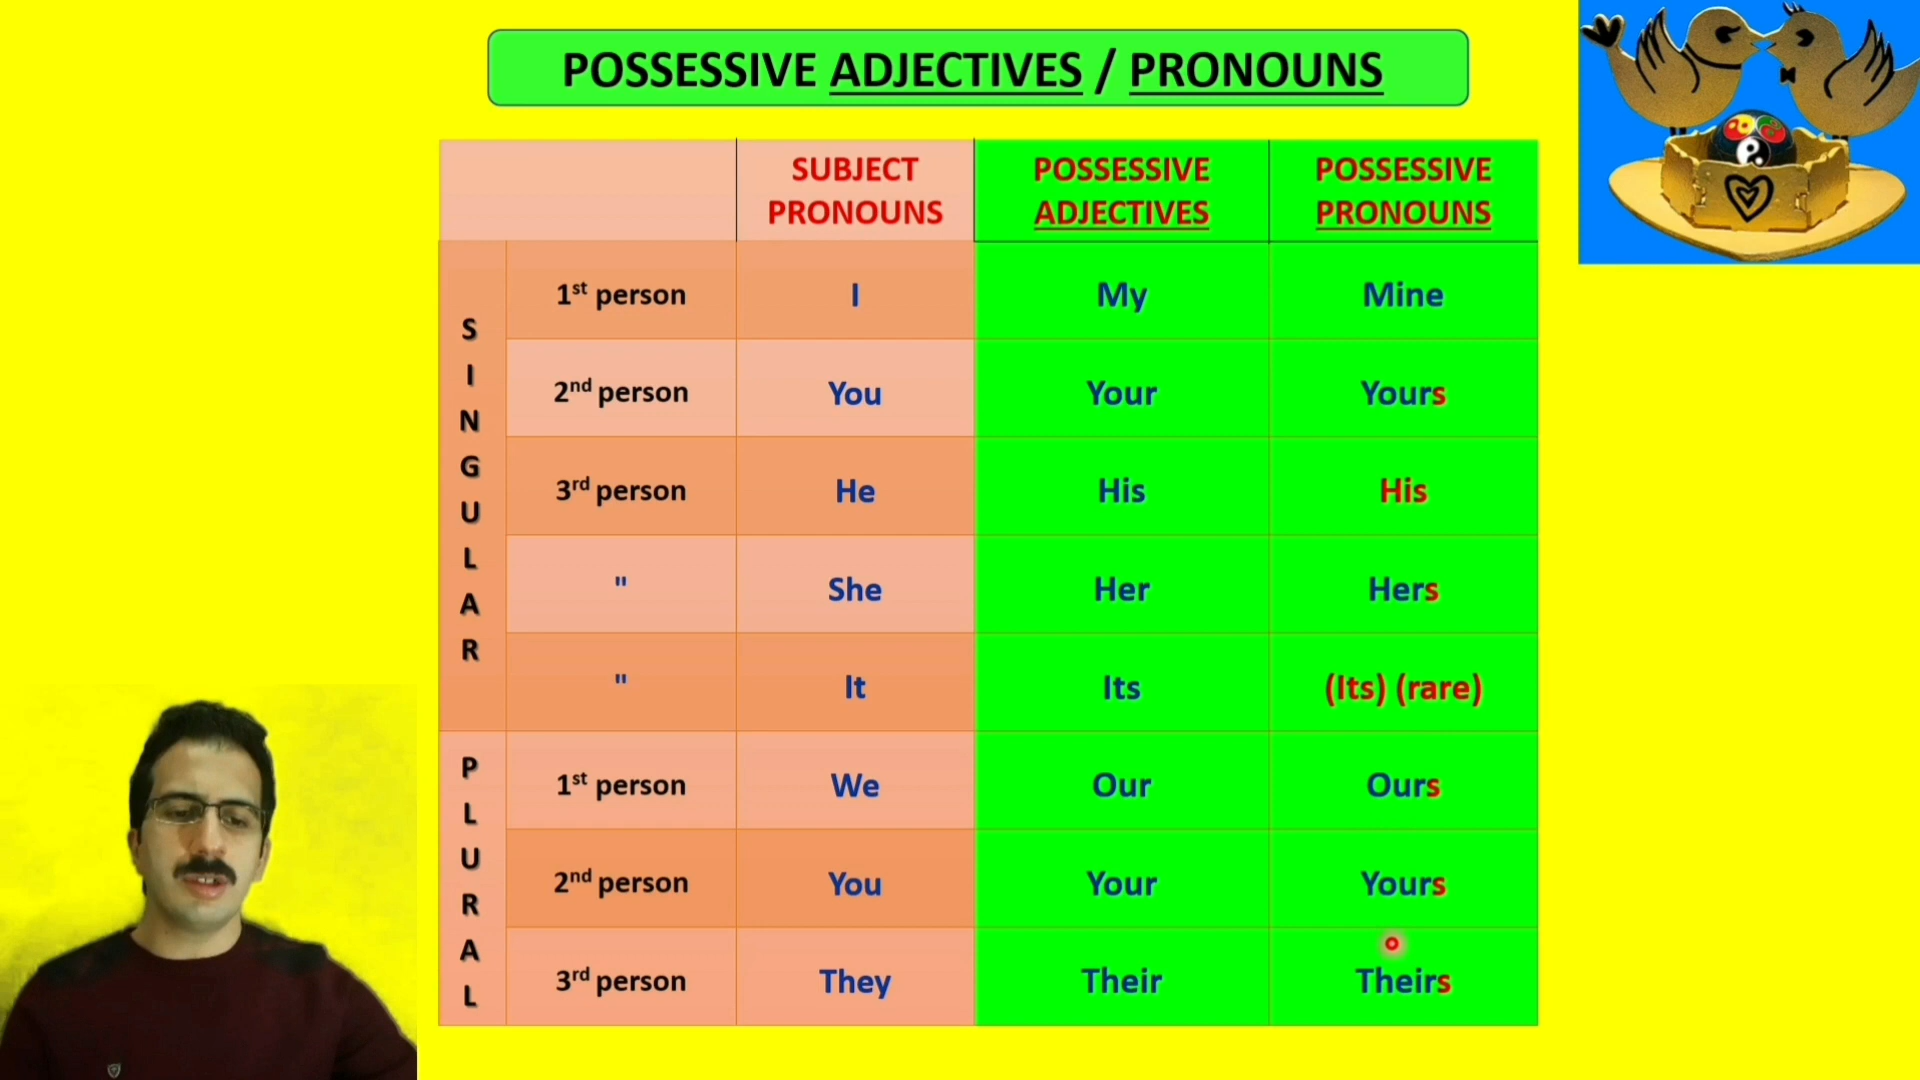 POSSESSIVE ADJECTIVES / PRONOUNS
SUBJECT PRONOUNS
POSSESSIVE ADJECTIVES
POSSESSIVE PRONOUNS
SINGULAR
1st person I My Mine
2nd person You Your Yours
3rd person He His His
" She Her Hers
" It Its (Its) (rare)
PLURAL
1st person We Our Ours
2nd person You Your Yours
3rd person They Their Theirs